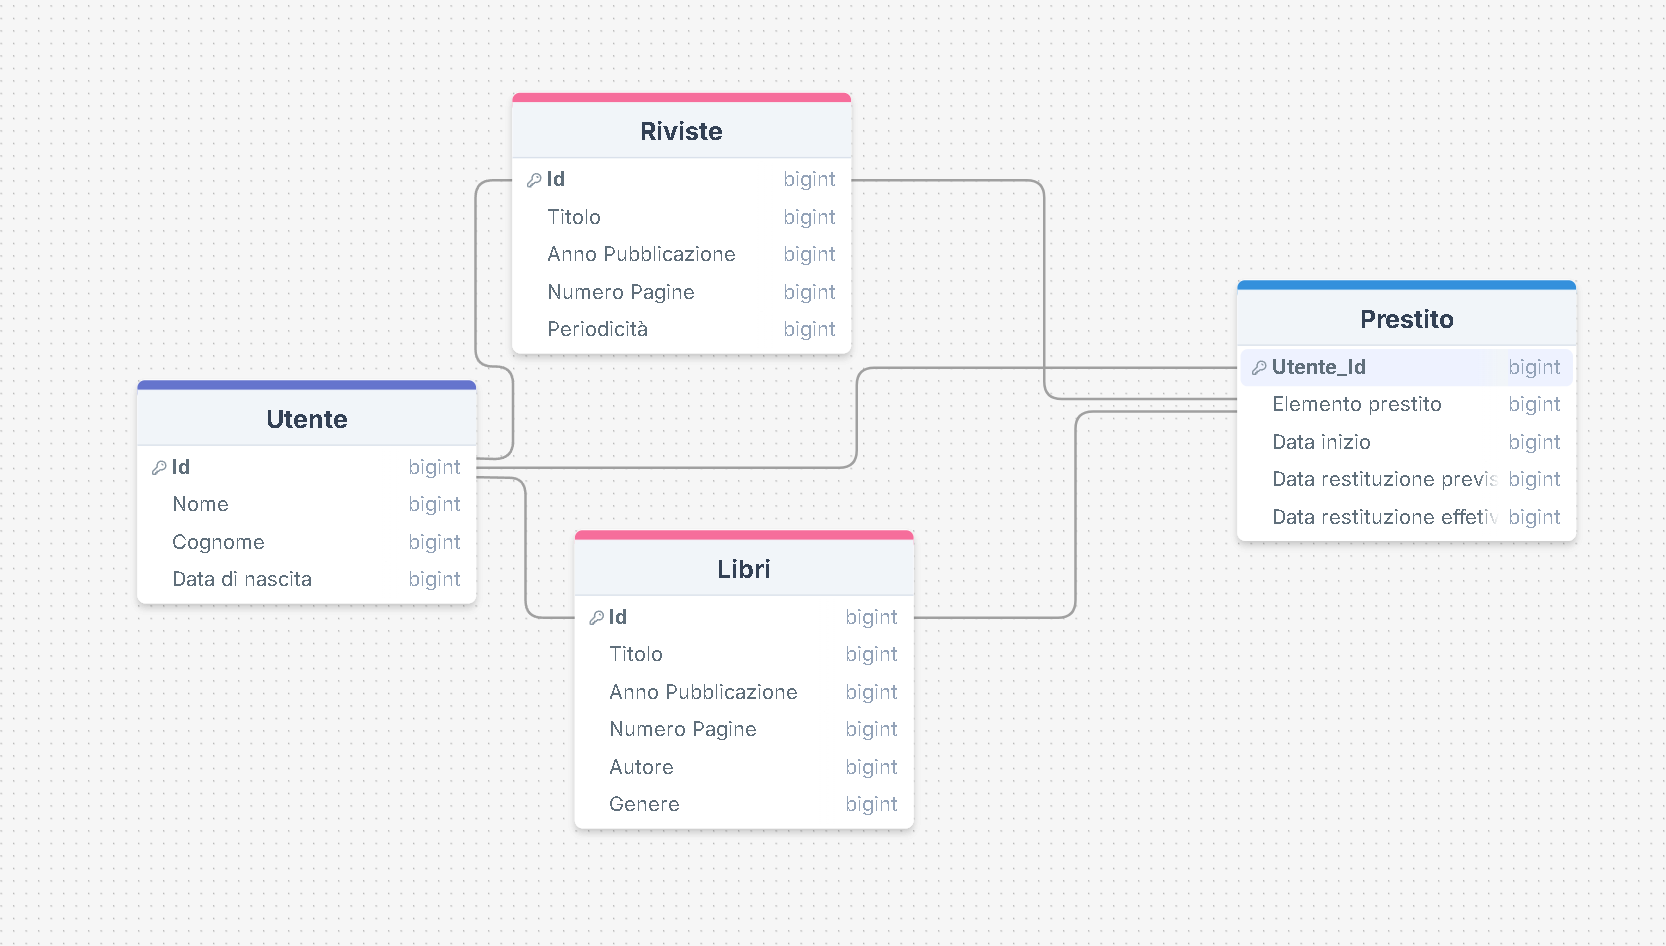 Riviste
Id bigint
Titolo bigint
Anno Pubblicazione bigint
Numero Pagine bigint
Periodicità bigint
Utente
Id bigint
Nome bigint
Cognome bigint
Data di nascita bigint
Libri
Id bigint
Titolo bigint
Anno Pubblicazione bigint
Numero Pagine bigint
Autore bigint
Genere bigint
Prestito
Utente_Id bigint
Elemento prestito bigint
Data inizio bigint
Data restituzione previs bigint
Data restituzione effetiv bigint